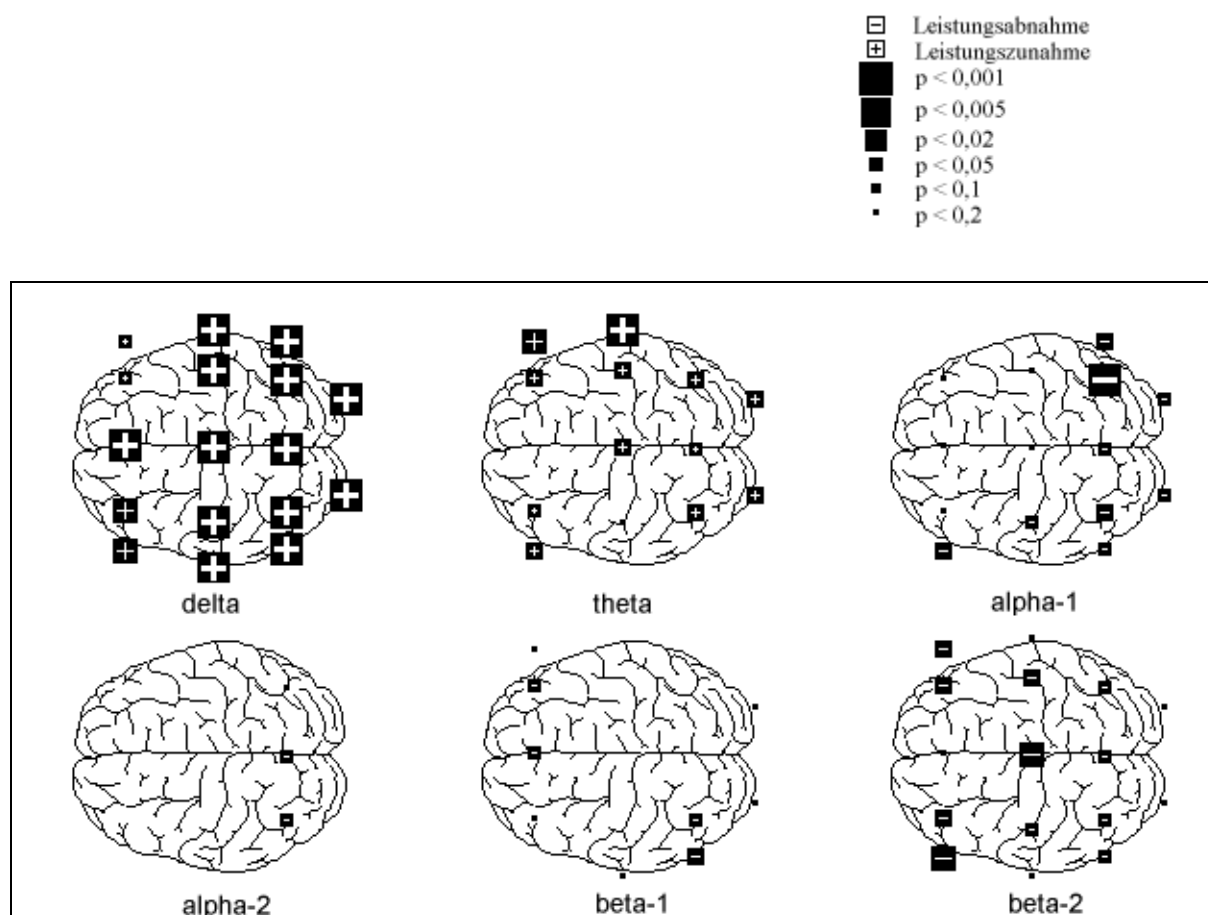 Leistungsabnahme
Leistungszunahme
p < 0,001
p < 0,005
p < 0,02
p < 0,05
p < 0,1
p < 0,2
delta theta alpha-1
alpha-2 beta-1 beta-2